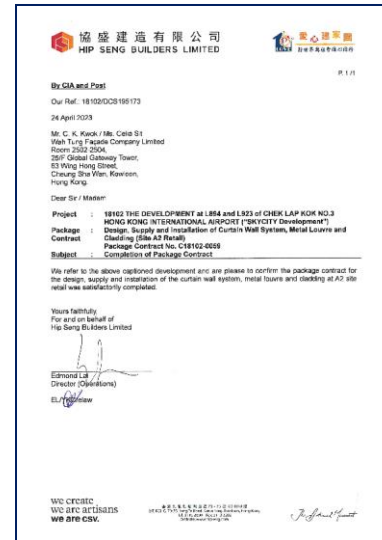 協盛建造有限公司
HIP SENG BUILDERS LIMITED
愛心建築團
P. 1 / 1
By CIA and Post
Our Ref.: 18102/GCS195173
24 April 2023
Mr. C. K. Kwok / Ms. Celia Sit
Wah Tung Façade Company Limited
Room 2502-2504,
25/F Global Gateway Tower,
63 Wing Hong Street,
Cheung Sha Wan, Kowloon,
Hong Kong.
Dear Sir / Madam
Project : 18102 THE DEVELOPMENT at L894 and L923 of CHEK LAP KOK NO.3
HONG KONG INTERNATIONAL AIRPORT ("SKYCITY Development")
Package : Design, Supply and Installation of Curtain Wall System, Metal Louvre and
Contract Cladding (Site A2 Retail)
Package Contract No. C18102-0059
Subject : Completion of Package Contract
We refer to the above captioned development and are please to confirm the package contract for
the design, supply and installation of the curtain wall system, metal louvre and cladding at A2 site
retail was satisfactorily completed.
Yours faithfully,
For and on behalf of
Hip Seng Builders Limited
Edmond Lai
Director (Operations)
we create
we are artisans
we are csv.